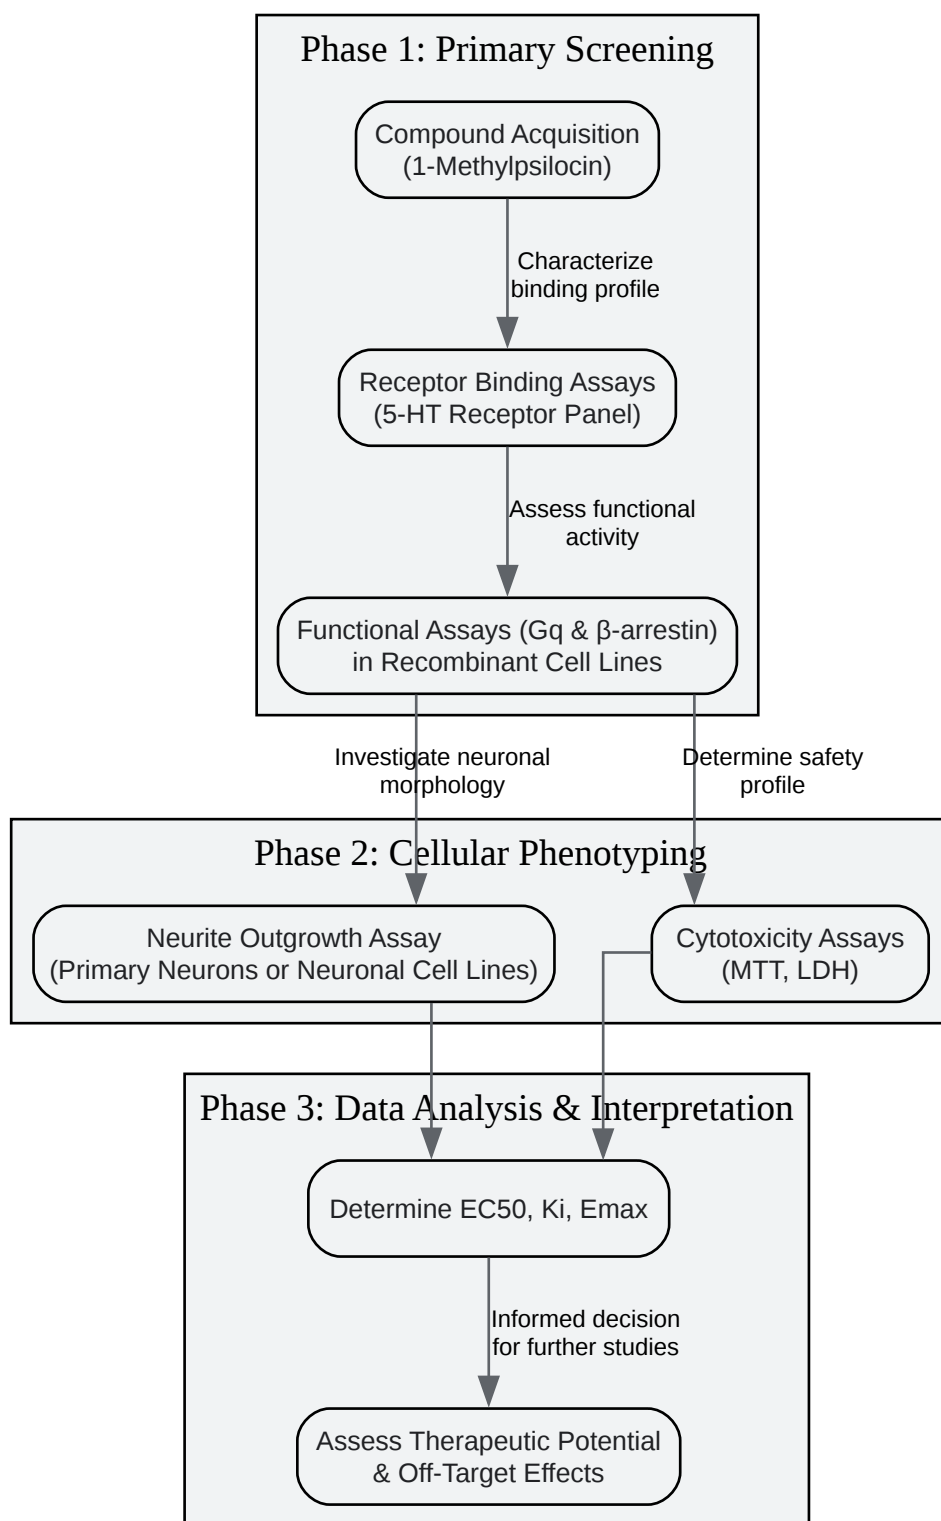 Phase 1: Primary Screening
Compound Acquisition
(1-Methylpsilocin)
Characterize
binding profile
Receptor Binding Assays
(5-HT Receptor Panel)
Assess functional
activity
Functional Assays (Gq & β-arrestin)
in Recombinant Cell Lines
Investigate neuronal
morphology
Determine safety
profile
Phase 2: Cellular Phenotyping
Neurite Outgrowth Assay
(Primary Neurons or Neuronal Cell Lines)
Cytotoxicity Assays
(MTT, LDH)
Phase 3: Data Analysis & Interpretation
Determine EC50, Ki, Emax
Informed decision
for further studies
Assess Therapeutic Potential
& Off-Target Effects